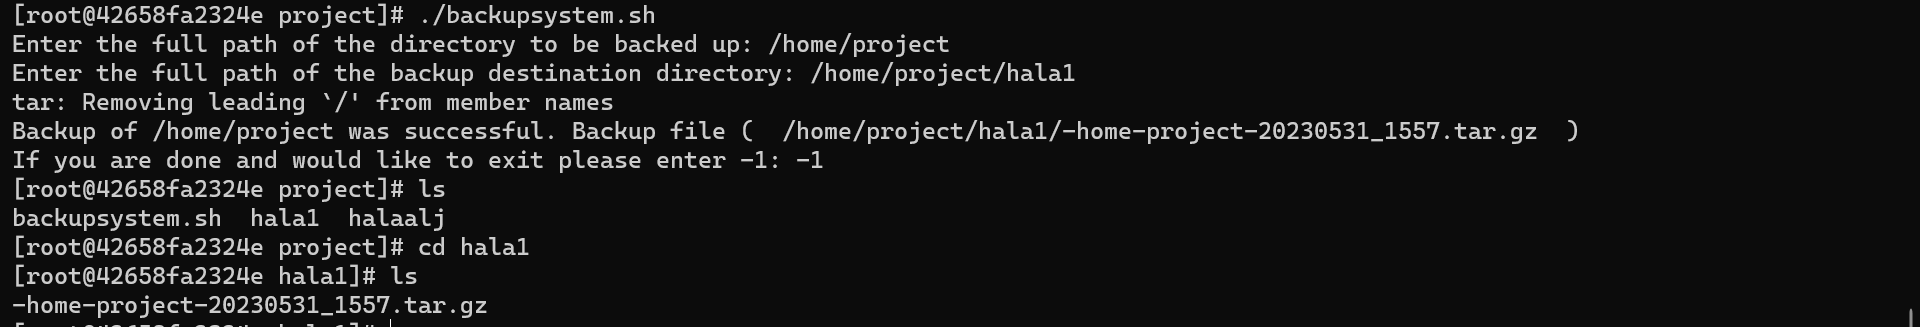 [root@42658fa2324e project]# ./backupsystem.sh
Enter the full path of the directory to be backed up: /home/project
Enter the full path of the backup destination directory: /home/project/hala1
tar: Removing leading `/' from member names
Backup of /home/project was successful. Backup file (  /home/project/hala1/-home-project-20230531_1557.tar.gz  )
If you are done and would like to exit please enter -1: -1
[root@42658fa2324e project]# ls
backupsystem.sh  hala1  halaalj
[root@42658fa2324e project]# cd hala1
[root@42658fa2324e hala1]# ls
-home-project-20230531_1557.tar.gz